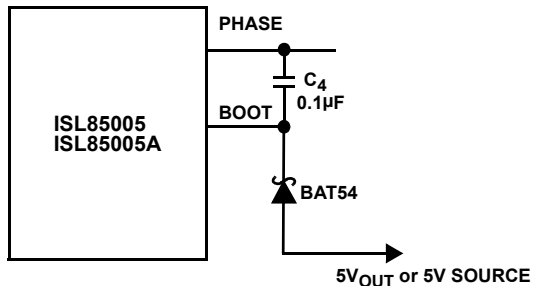 PHASE
C4
0.1µF
BOOT
ISL85005
ISL85005A
BAT54
5VOUT or 5V SOURCE